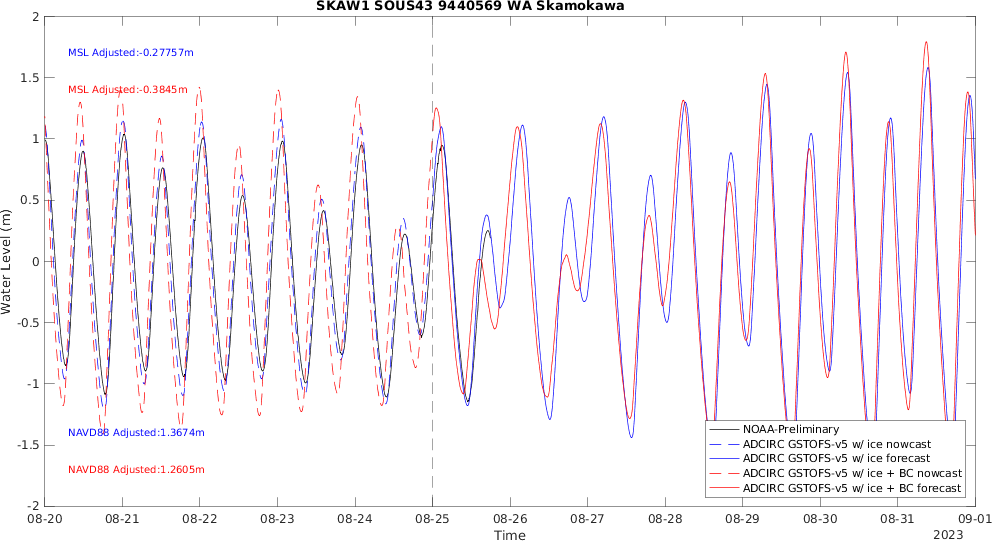 SKAW1 SOUS43 9440569 WA Skamokawa
2
1.5
1
0.5
0
-0.5
-1
-1.5
-2
Water Level (m)
MSL Adjusted:-0.27757m
MSL Adjusted:-0.3845m
NAVD88 Adjusted:1.3674m
NAVD88 Adjusted:1.2605m
NOAA-Preliminary
ADCIRC GSTOFS-v5 w/ ice nowcast
ADCIRC GSTOFS-v5 w/ ice forecast
ADCIRC GSTOFS-v5 w/ ice + BC nowcast
ADCIRC GSTOFS-v5 w/ ice + BC forecast
08-20 08-21 08-22 08-23 08-24 08-25 08-26 08-27 08-28 08-29 08-30 08-31 09-01
Time
2023